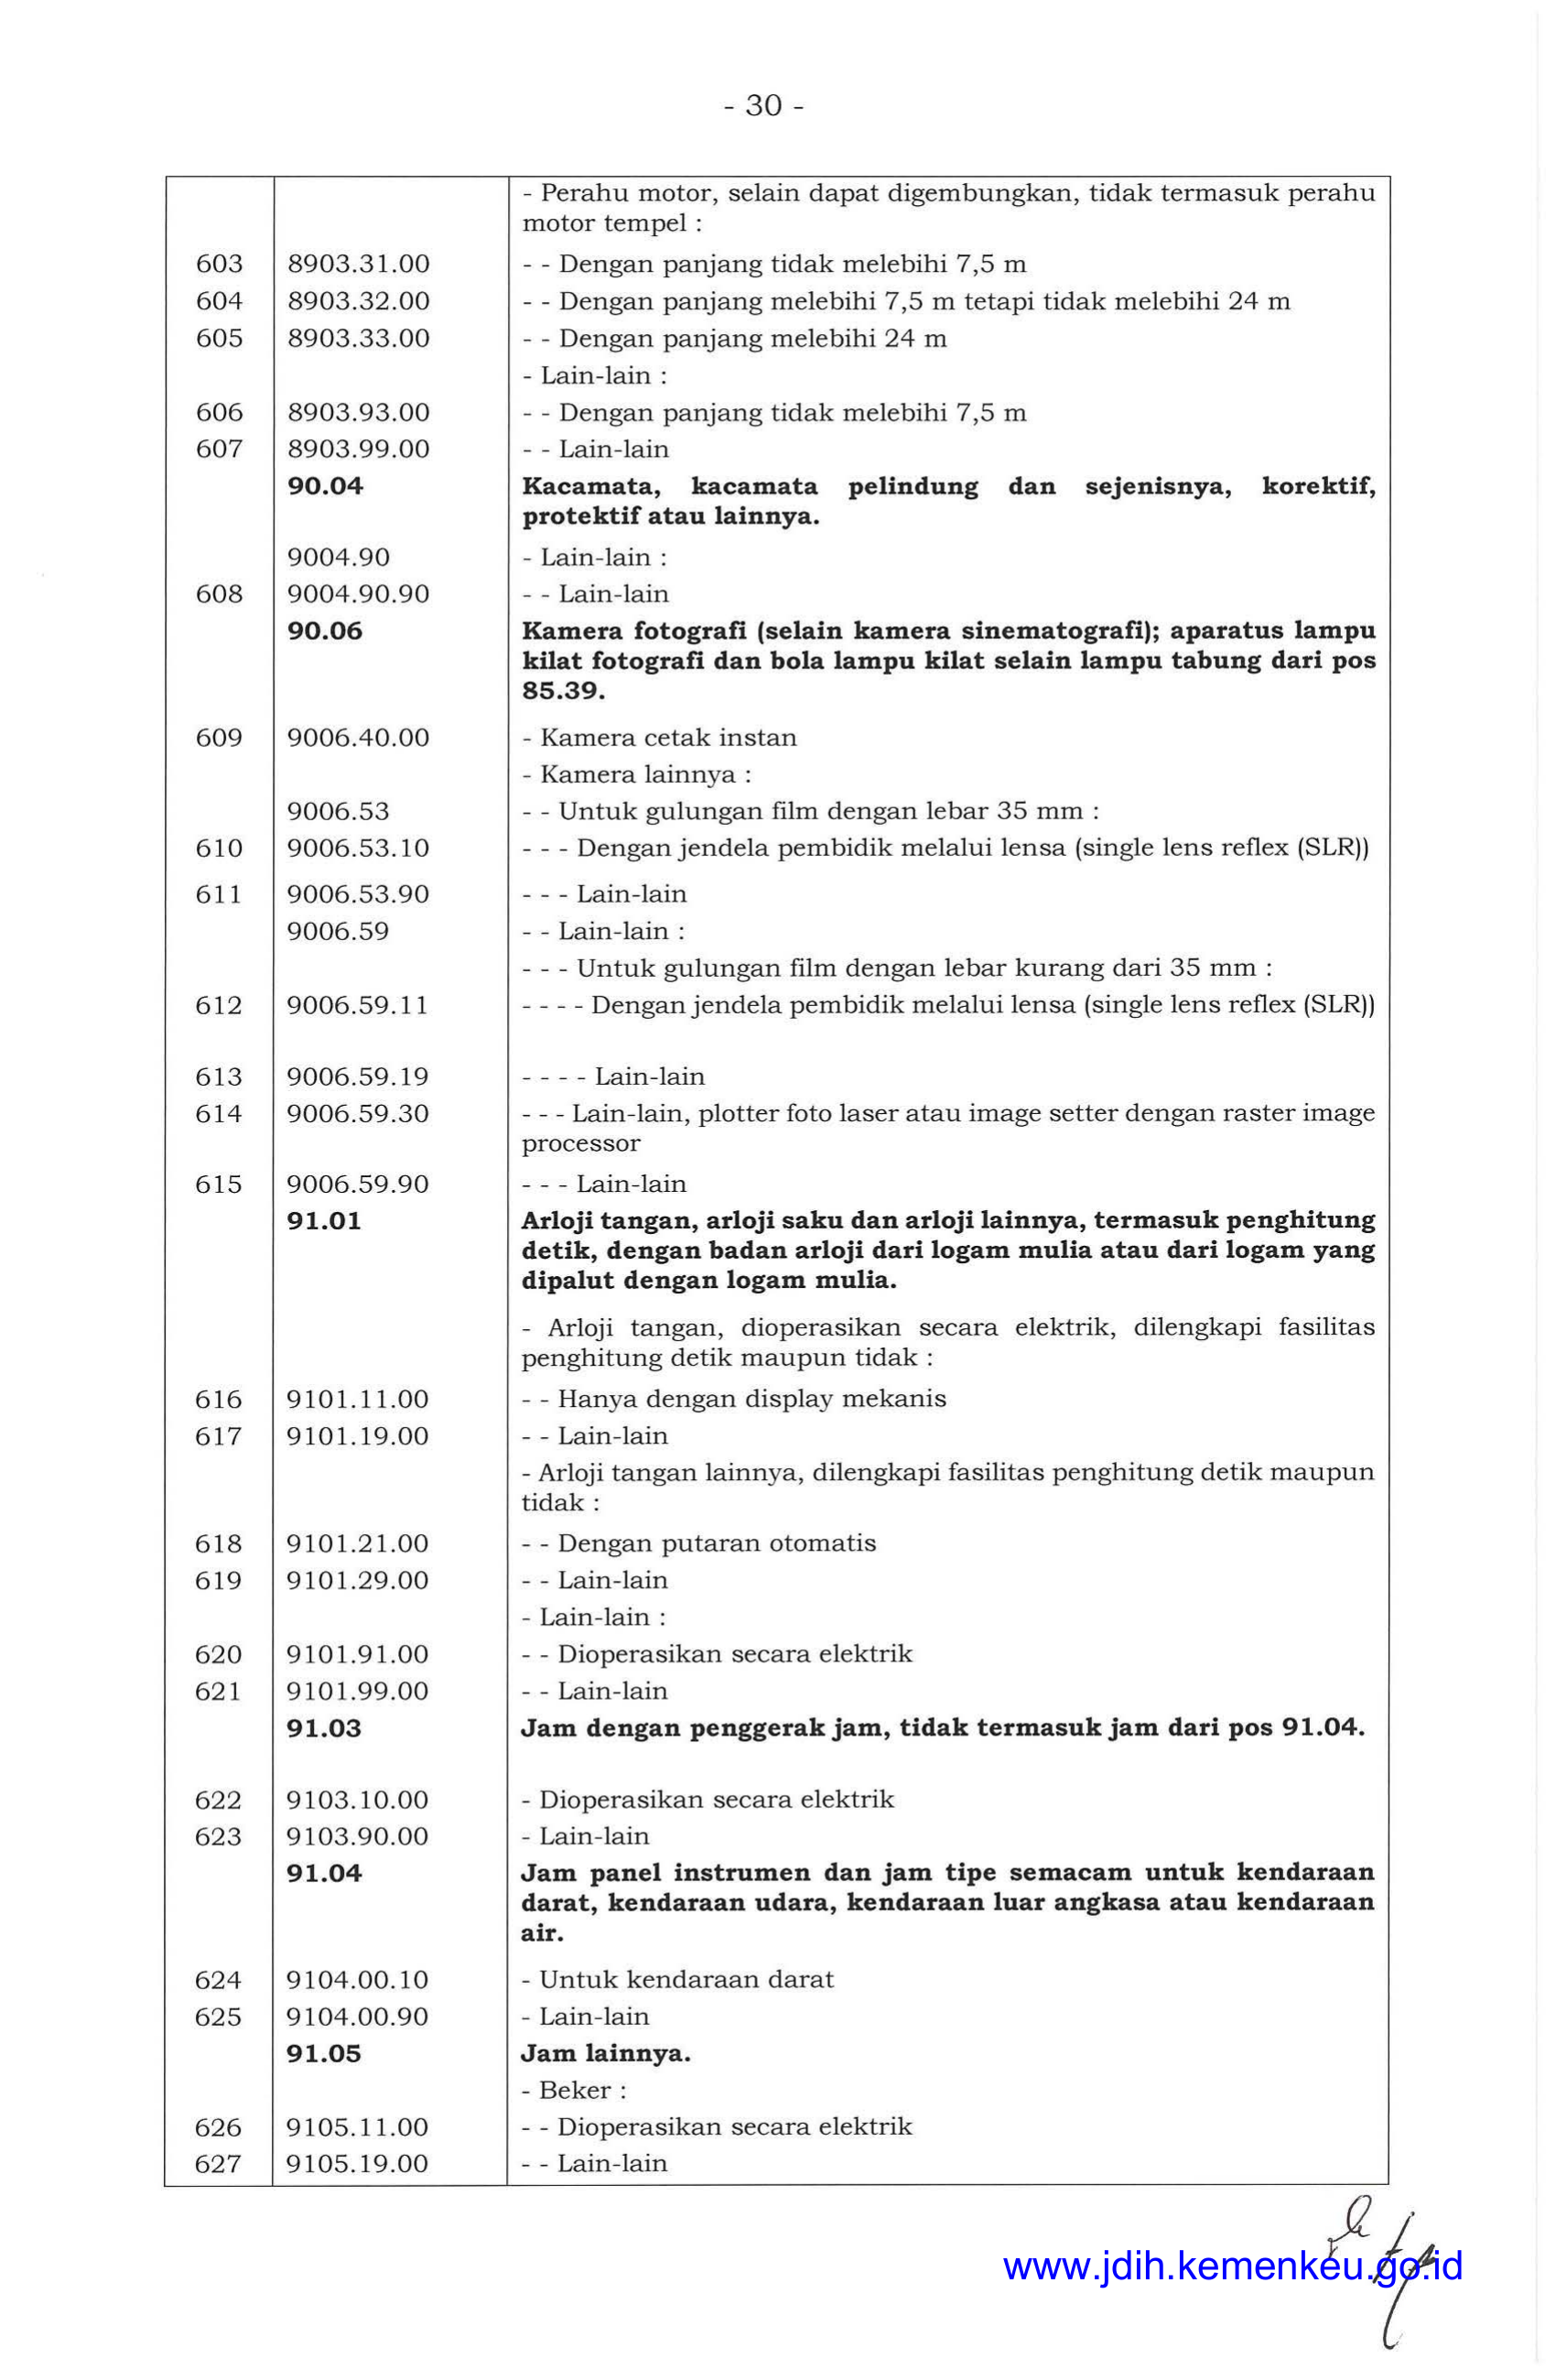 - 30 -
- Perahu motor, selain dapat digembungkan, tidak termasuk perahu
motor tempel :
603 8903.31.00 - - Dengan panjang tidak melebihi 7,5 m
604 8903.32.00 - - Dengan panjang melebihi 7,5 m tetapi tidak melebihi 24 m
605 8903.33.00 - - Dengan panjang melebihi 24 m
- Lain-lain :
606 8903.93.00 - - Dengan panjang tidak melebihi 7,5 m
607 8903.99.00 - - Lain-lain
90.04 Kacamata, kacamata pelindung dan sejenisnya, korektif,
protektif atau lainnya.
9004.90 - Lain-lain :
608 9004.90.90 - - Lain-lain
90.06 Kamera fotografi (selain kamera sinematografi); aparatus lampu
kilat fotografi dan bola lampu kilat selain lampu tabung dari pos
85.39.
609 9006.40.00 - Kamera cetak instan
- Kamera lainnya :
9006.53 - - Untuk gulungan film dengan lebar 35 mm :
610 9006.53.10 - - - Dengan jendela pembidik melalui lensa (single lens reflex (SLR))
611 9006.53.90 - - - Lain-lain
9006.59 - - Lain-lain :
- - - Untuk gulungan film dengan lebar kurang dari 35 mm :
612 9006.59.11 - - - - Dengan jendela pembidik melalui lensa (single lens reflex (SLR))
613 9006.59.19 - - - - Lain-lain
614 9006.59.30 - - - Lain-lain, plotter foto laser atau image setter dengan raster image
processor
615 9006.59.90 - - - Lain-lain
91.01 Arloji tangan, arloji saku dan arloji lainnya, termasuk penghitung
detik, dengan badan arloji dari logam mulia atau dari logam yang
dipalut dengan logam mulia.
- Arloji tangan, dioperasikan secara elektrik, dilengkapi fasilitas
penghitung detik maupun tidak :
616 9101.11.00 - - Hanya dengan display mekanis
617 9101.19.00 - - Lain-lain
- Arloji tangan lainnya, dilengkapi fasilitas penghitung detik maupun
tidak :
618 9101.21.00 - - Dengan putaran otomatis
619 9101.29.00 - - Lain-lain
- Lain-lain :
620 9101.91.00 - - Dioperasikan secara elektrik
621 9101.99.00 - - Lain-lain
91.03 Jam dengan penggerak jam, tidak termasuk jam dari pos 91.04.
622 9103.10.00 - Dioperasikan secara elektrik
623 9103.90.00 - Lain-lain
91.04 Jam panel instrumen dan jam tipe semacam untuk kendaraan
darat, kendaraan udara, kendaraan luar angkasa atau kendaraan
air.
624 9104.00.10 - Untuk kendaraan darat
625 9104.00.90 - Lain-lain
91.05 Jam lainnya.
- Beker :
626 9105.11.00 - - Dioperasikan secara elektrik
627 9105.19.00 - - Lain-lain
www.jdih.kemenkeu.go.id